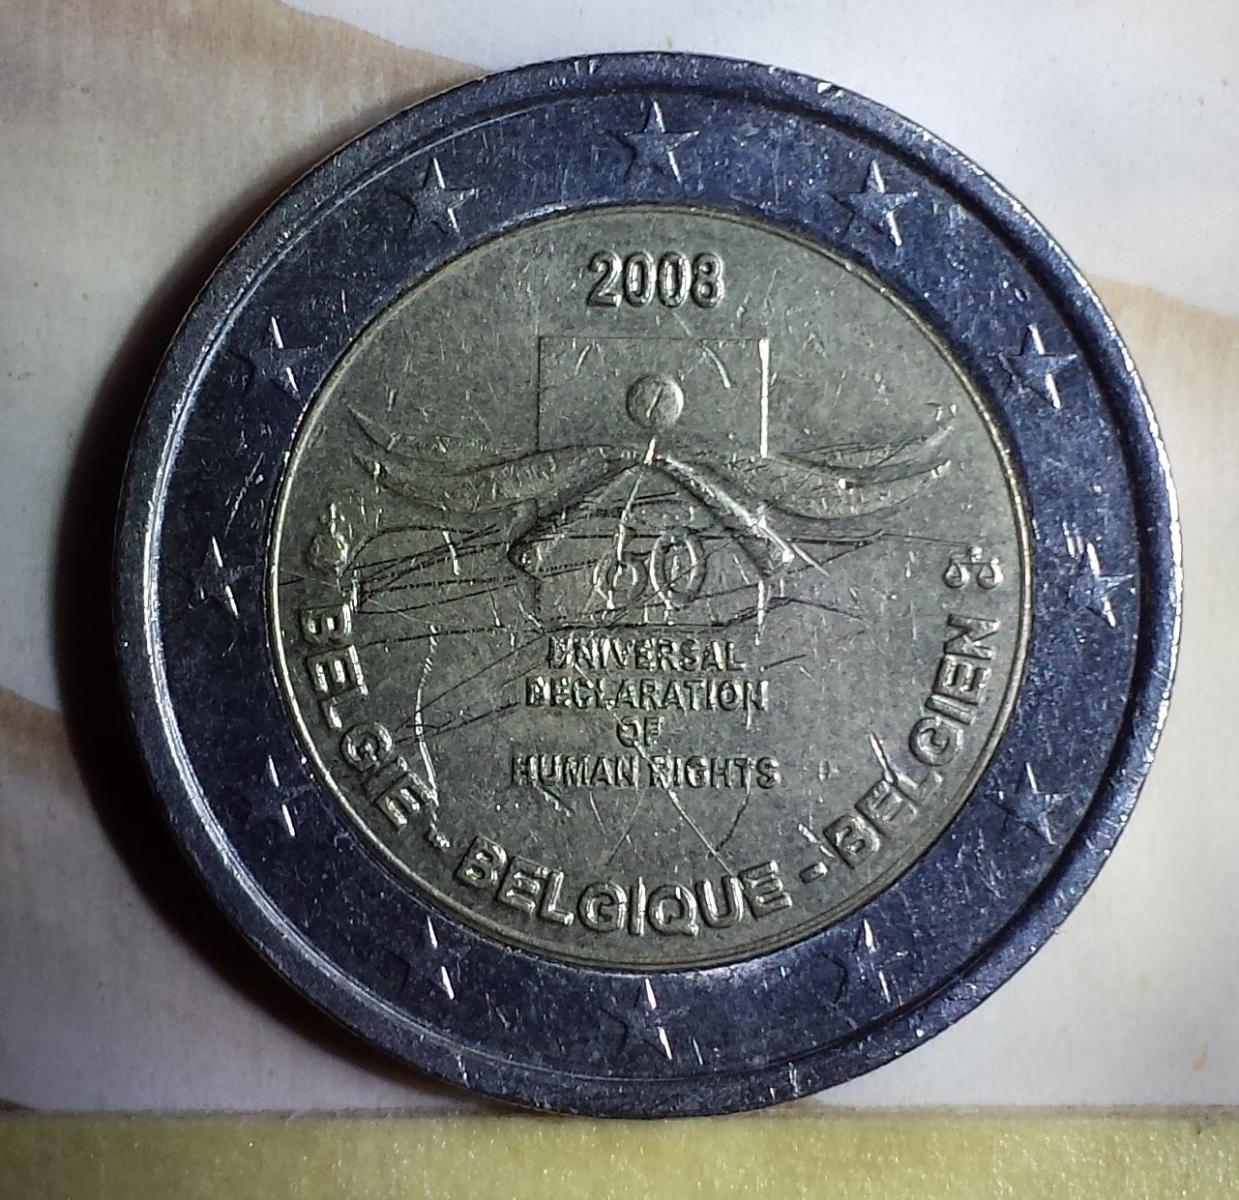 2008
60
UNIVERSAL
DECLARATION
OF
HUMAN RIGHTS
BELGIE - BELGIQUE - BELGIEN